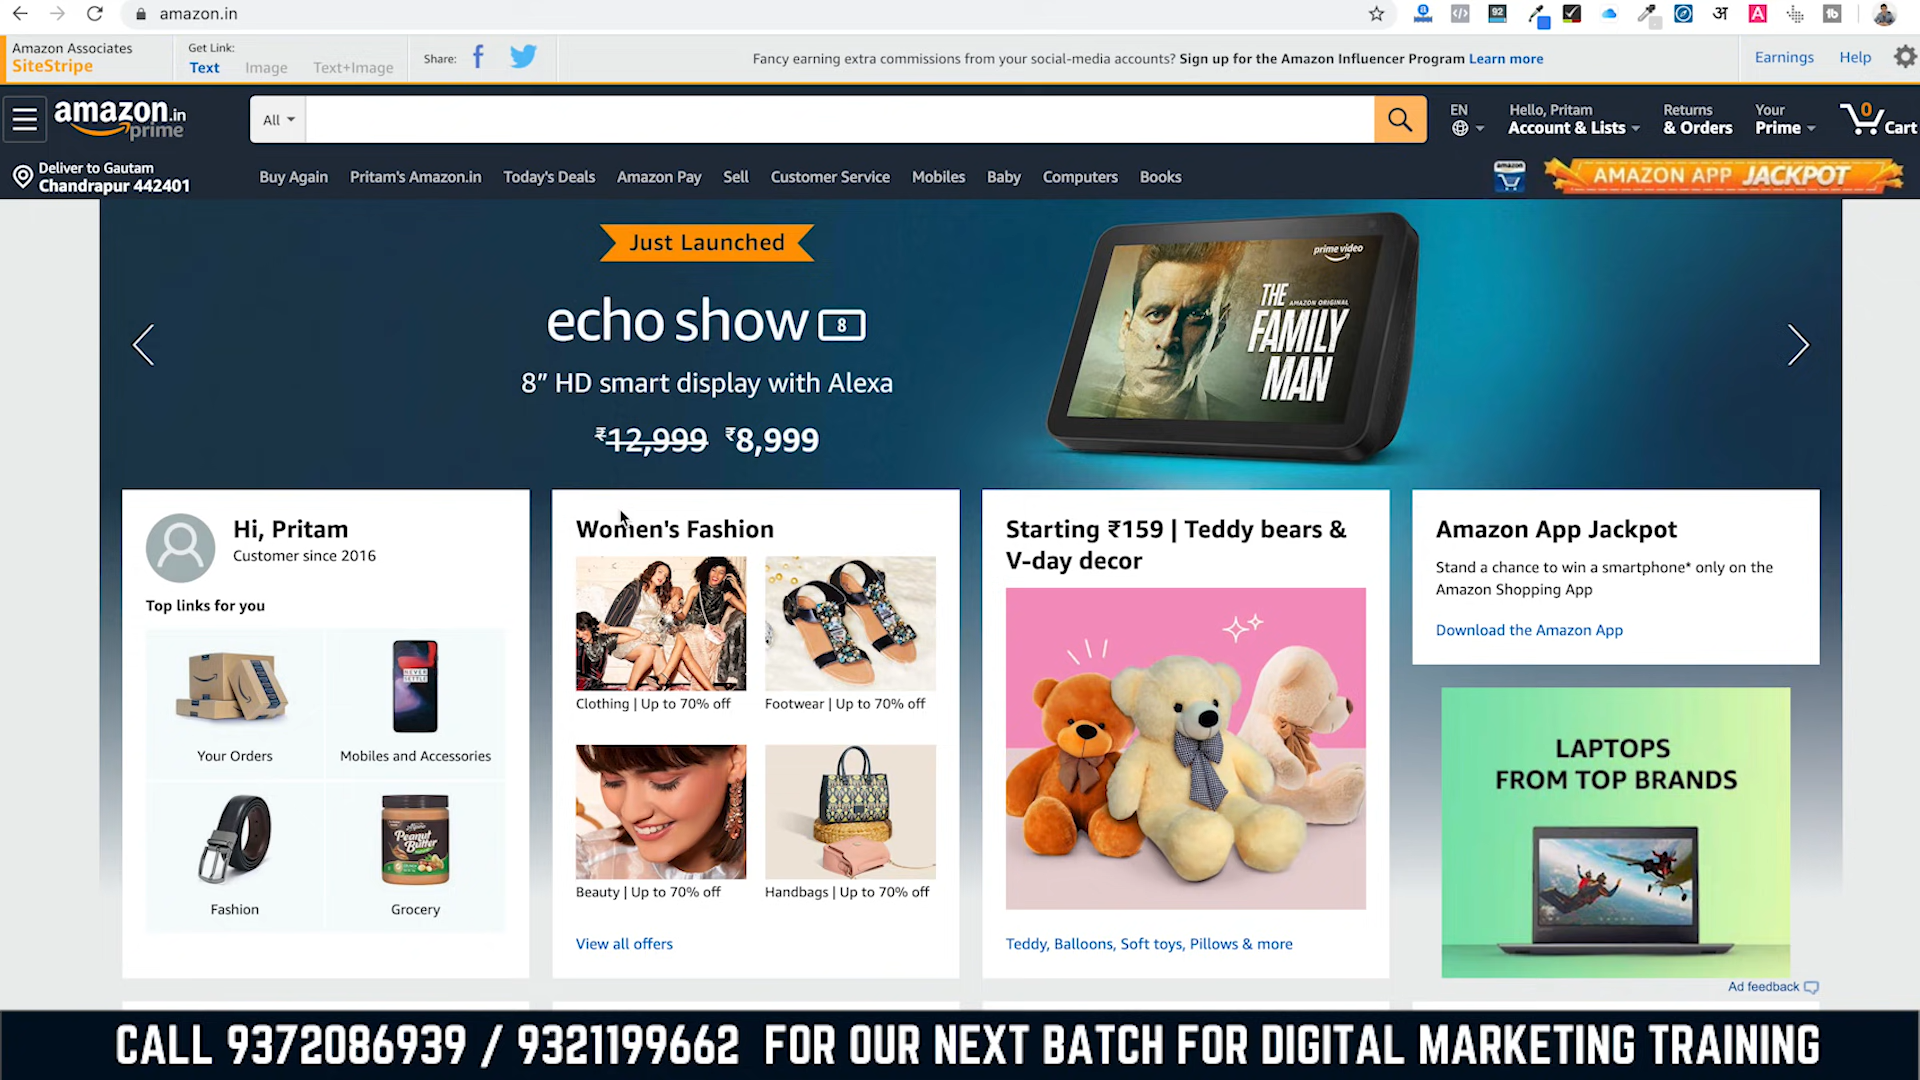 amazon.in
Amazon Associates
SiteStripe
Get Link:
Text Image Text+Image
Share:
Fancy earning extra commissions from your social-media accounts? Sign up for the Amazon Influencer Program Learn more
Earnings Help
amazon.in
prime
All
EN
Hello, Pritam
Account & Lists
Returns
& Orders
Your
Prime
0
Cart
Deliver to Gautam
Chandrapur 442401
Buy Again Pritam's Amazon.in Today's Deals Amazon Pay Sell Customer Service Mobiles Baby Computers Books
amazon
AMAZON APP JACKPOT
Just Launched
echo show 8
8” HD smart display with Alexa
₹12,999 ₹8,999
prime video
THE
AMAZON ORIGINAL
FAMILY
MAN
Hi, Pritam
Customer since 2016
Top links for you
NEVER
SETTLE
Your Orders
Mobiles and Accessories
Peanut
Butter
Fashion
Grocery
Women's Fashion
Clothing | Up to 70% off
Footwear | Up to 70% off
Beauty | Up to 70% off
Handbags | Up to 70% off
View all offers
Starting ₹159 | Teddy bears &
V-day decor
Teddy, Balloons, Soft toys, Pillows & more
Amazon App Jackpot
Stand a chance to win a smartphone* only on the
Amazon Shopping App
Download the Amazon App
LAPTOPS
FROM TOP BRANDS
Ad feedback
CALL 9372086939 / 9321199662 FOR OUR NEXT BATCH FOR DIGITAL MARKETING TRAINING